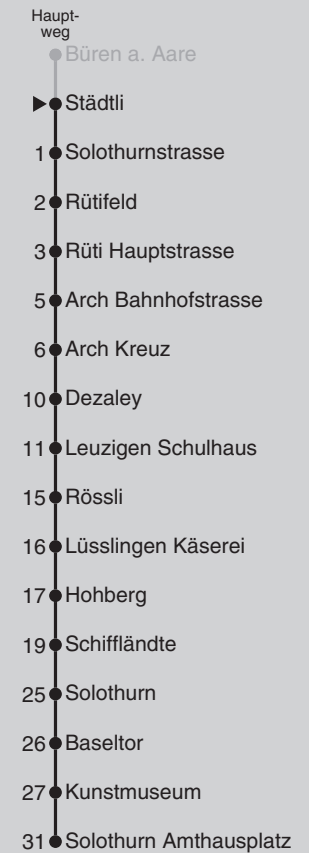 Haupt-
weg
Büren a. Aare
Städtli
1 Solothurnstrasse
2 Rütifeld
3 Rüti Hauptstrasse
5 Arch Bahnhofstrasse
6 Arch Kreuz
10 Dezaley
11 Leuzigen Schulhaus
15 Rössli
16 Lüsslingen Käserei
17 Hohberg
19 Schiffländte
25 Solothurn
26 Baseltor
27 Kunstmuseum
31 Solothurn Amthausplatz